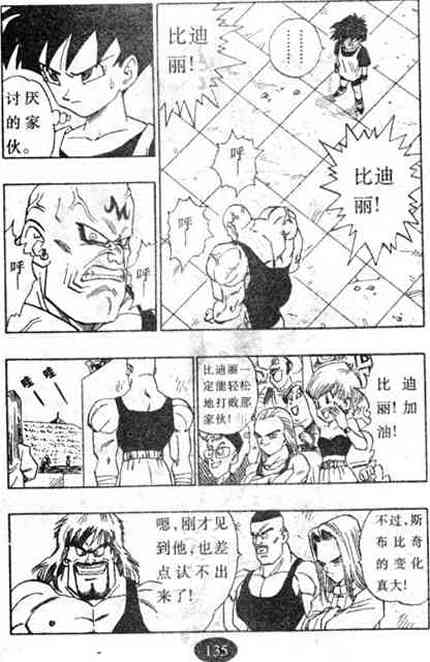 讨厌
的家
伙。
比迪
丽!
……
……
比迪
丽!
呼
呼
呼
呼
哇
哇
比迪丽一
定能轻松
地打败那
家伙!
比迪
丽!加
油!
嗯,刚才见
到他,也差
点认不出
来了!
不过,斯
布比奇
的变化
真大!
135